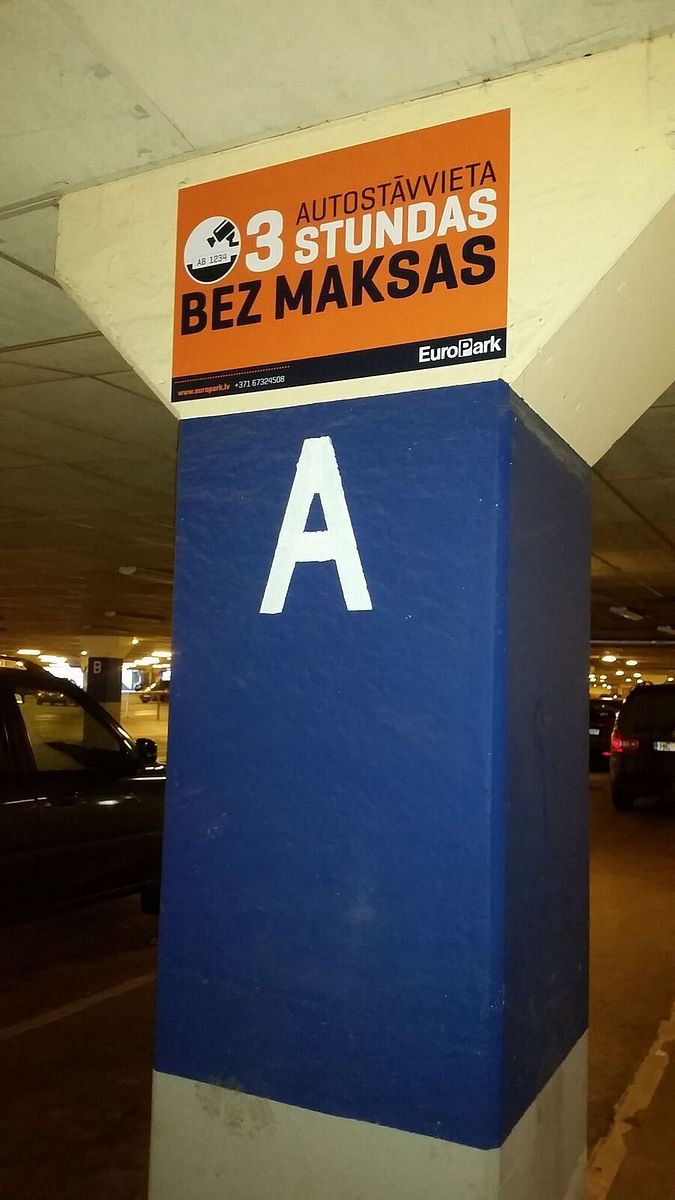 AUTOSTĀVVIETA
3 STUNDAS
AB 1234
BEZ MAKSAS
EuroPark
www.europark.lv +371 67324508
A
B